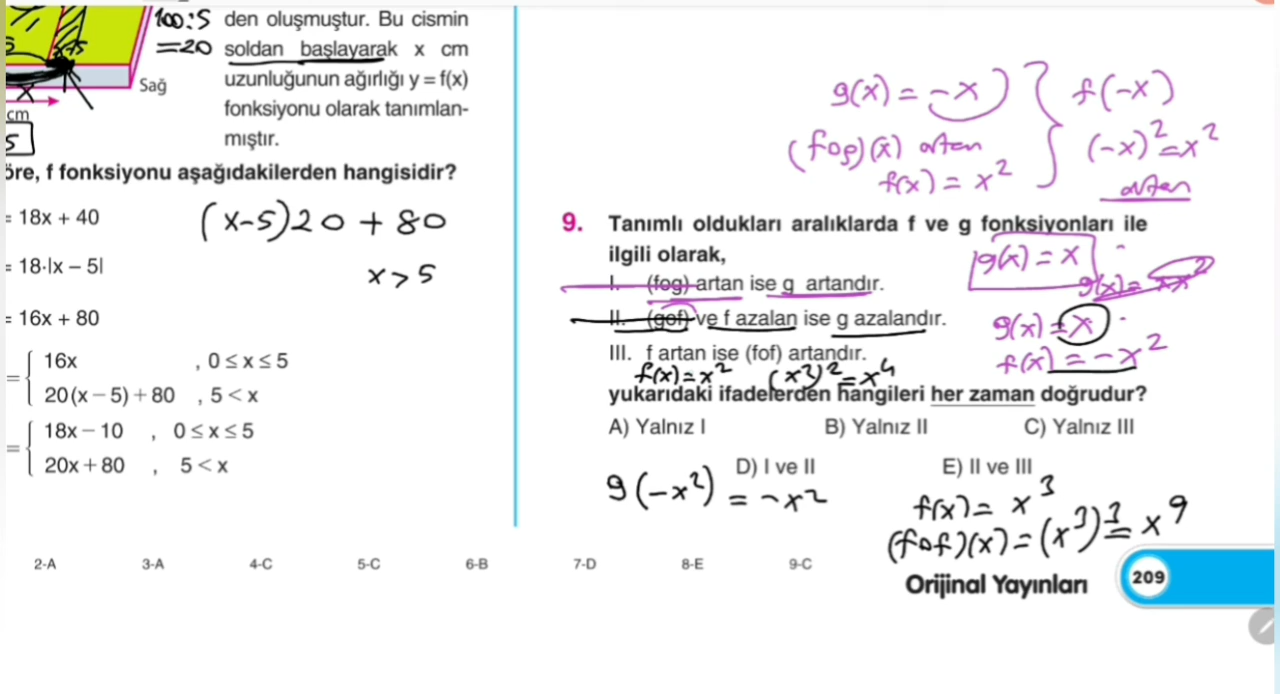 100:5
=20
den oluşmuştur. Bu cismin
soldan başlayarak x cm
uzunluğunun ağırlığı y = f(x)
fonksiyonu olarak tanımlan-
mıştır.
Sağ
x
cm
5
öre, f fonksiyonu aşağıdakilerden hangisidir?
= 18x + 40
(x-5)20 + 80
= 18·|x – 5|
x > 5
= 16x + 80
= { 16x , 0 ≤ x ≤ 5
20(x – 5) + 80 , 5 < x
= { 18x – 10 , 0 ≤ x ≤ 5
20x + 80 , 5 < x
g(x) = -x } f(-x)
(fog)(x) artan (-x)² = x²
f(x) = x² artan
9. Tanımlı oldukları aralıklarda f ve g fonksiyonları ile
ilgili olarak,
g(x) = x
I. (fog) artan ise g artandır.
II. (gof) ve f azalan ise g azalandır.
g(x) = x
III. f artan ise (fof) artandır.
f(x) = -x²
f(x) = x² (x²)² = x⁴
yukarıdaki ifadelerden hangileri her zaman doğrudur?
A) Yalnız I B) Yalnız II C) Yalnız III
D) I ve II E) II ve III
g(-x²) = -x²
f(x) = x³
(fof)(x) = (x³)³ = x⁹
2-A 3-A 4-C 5-C 6-B 7-D 8-E 9-C
Orijinal Yayınları 209